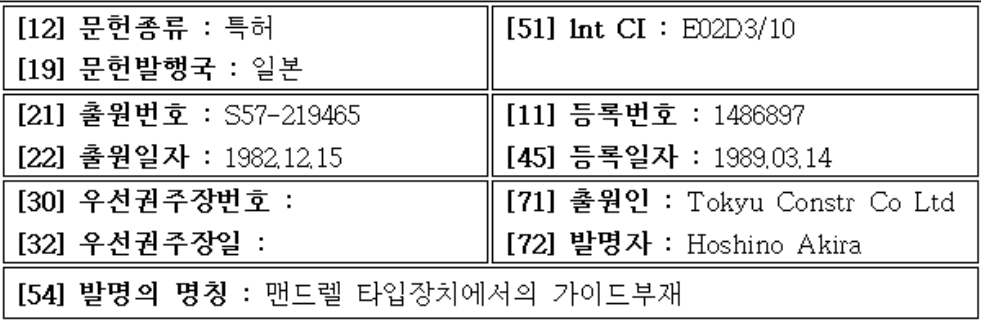 [12] 문헌종류 : 특허
[19] 문헌발행국 : 일본
[51] Int CI : E02D3/10
[21] 출원번호 : S57-219465
[22] 출원일자 : 1982.12.15
[11] 등록번호 : 1486897
[45] 등록일자 : 1989.03.14
[30] 우선권주장번호 :
[32] 우선권주장일 :
[71] 출원인 : Tokyu Constr Co Ltd
[72] 발명자 : Hoshino Akira
[54] 발명의 명칭 : 맨드렐 타입장치에서의 가이드부재